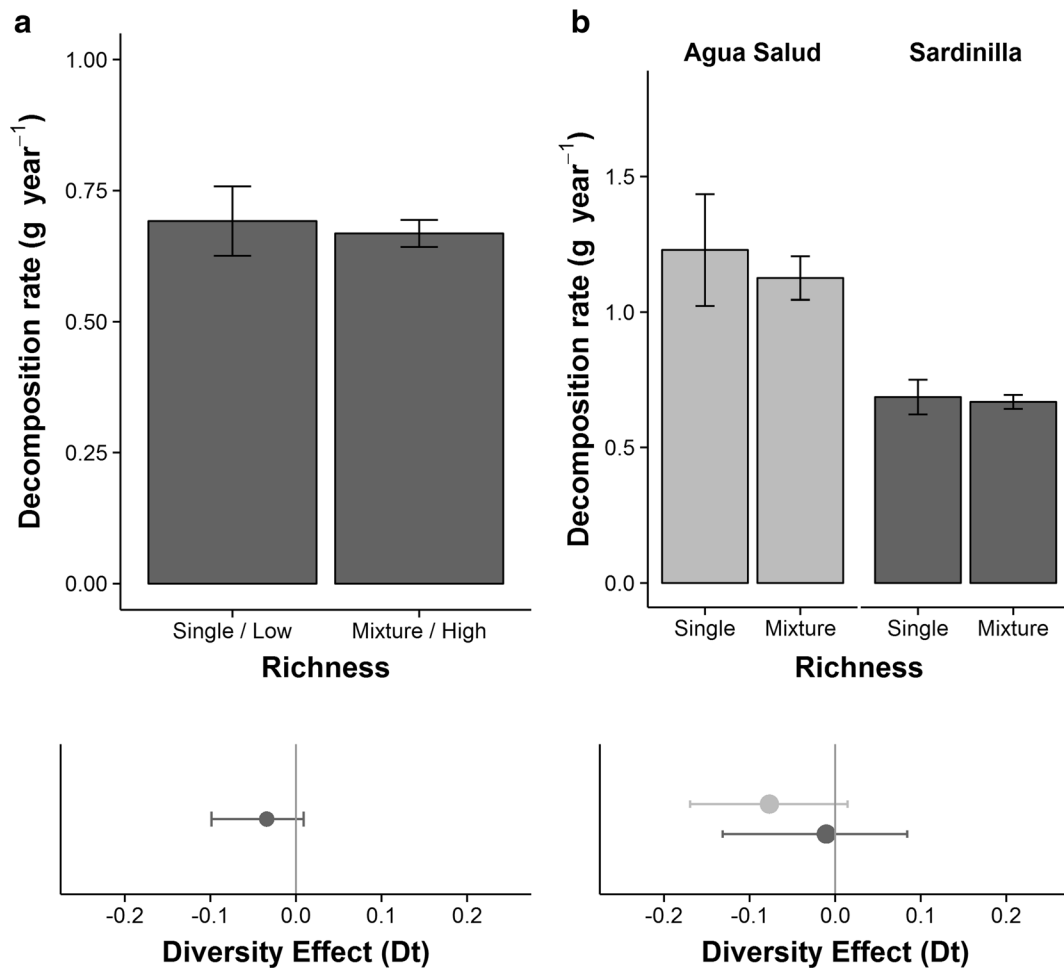 a
1.00
0.75
0.50
0.25
0.00
Decomposition rate (g year⁻¹)
Single / Low Mixture / High
Richness
-0.2 -0.1 0.0 0.1 0.2
Diversity Effect (Dt)
b
Agua Salud Sardinilla
1.5
1.0
0.5
0.0
Decomposition rate (g year⁻¹)
Single Mixture Single Mixture
Richness
-0.2 -0.1 0.0 0.1 0.2
Diversity Effect (Dt)